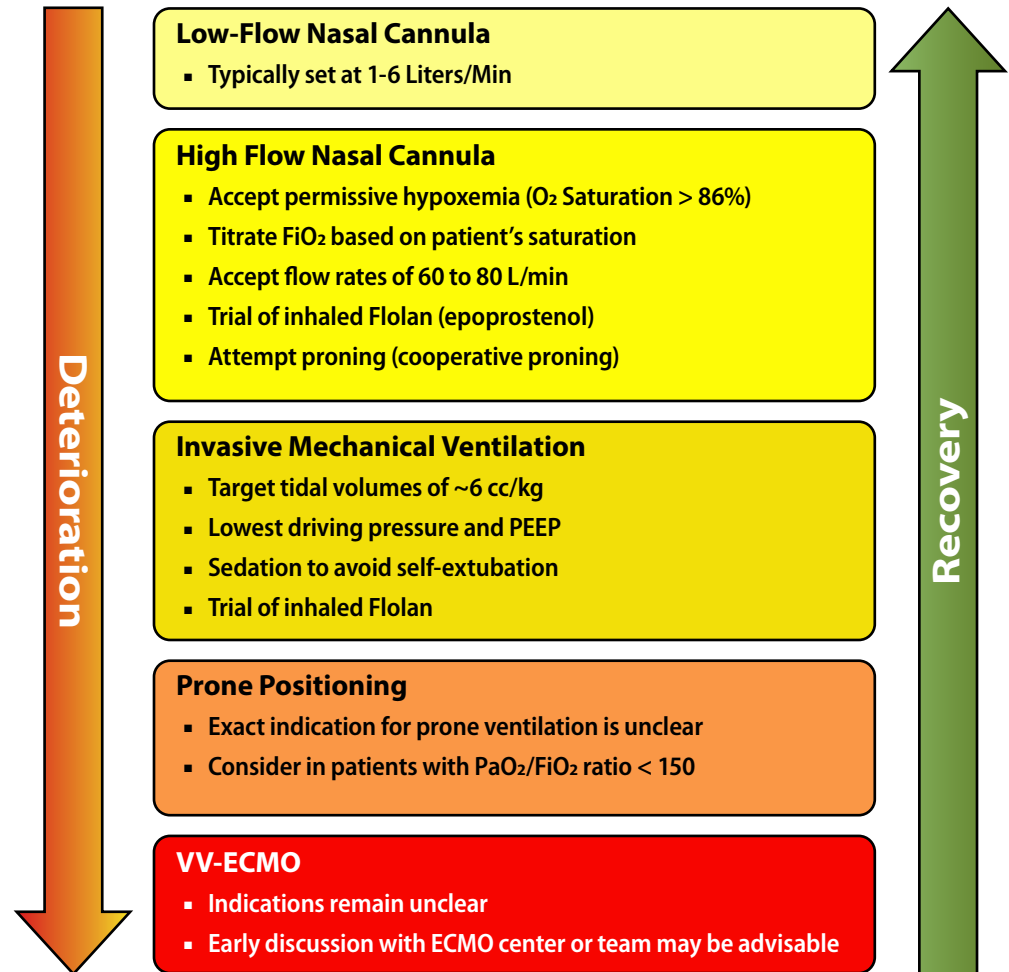 Low-Flow Nasal Cannula
▪ Typically set at 1-6 Liters/Min
High Flow Nasal Cannula
▪ Accept permissive hypoxemia (O₂ Saturation > 86%)
▪ Titrate FiO₂ based on patient’s saturation
▪ Accept flow rates of 60 to 80 L/min
▪ Trial of inhaled Flolan (epoprostenol)
▪ Attempt proning (cooperative proning)
Invasive Mechanical Ventilation
▪ Target tidal volumes of ~6 cc/kg
▪ Lowest driving pressure and PEEP
▪ Sedation to avoid self-extubation
▪ Trial of inhaled Flolan
Prone Positioning
▪ Exact indication for prone ventilation is unclear
▪ Consider in patients with PaO₂/FiO₂ ratio < 150
VV-ECMO
▪ Indications remain unclear
▪ Early discussion with ECMO center or team may be advisable
Deterioration
Recovery